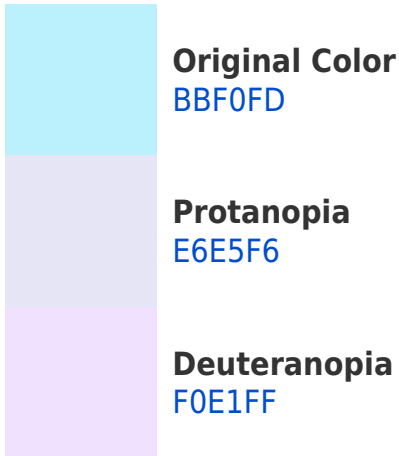 Original Color
BBF0FD
Protanopia
E6E5F6
Deuteranopia
F0E1FF